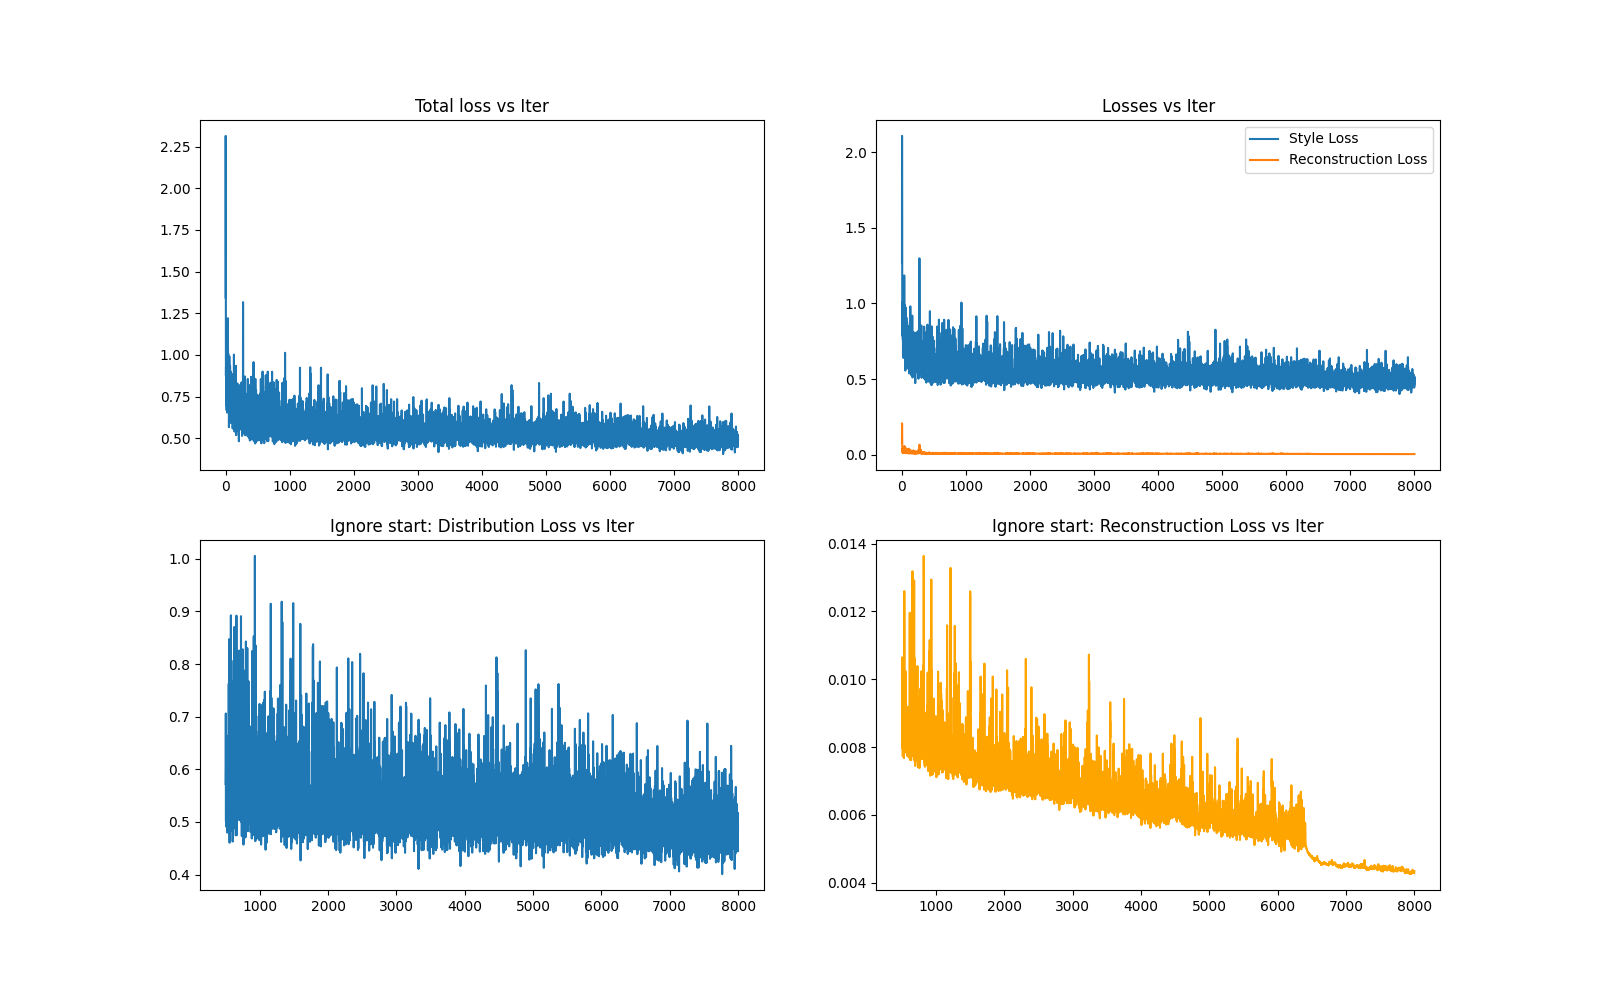 Total loss vs Iter
2.25
2.00
1.75
1.50
1.25
1.00
0.75
0.50
0 1000 2000 3000 4000 5000 6000 7000 8000
Losses vs Iter
Style Loss
Reconstruction Loss
2.0
1.5
1.0
0.5
0.0
0 1000 2000 3000 4000 5000 6000 7000 8000
Ignore start: Distribution Loss vs Iter
1.0
0.9
0.8
0.7
0.6
0.5
0.4
1000 2000 3000 4000 5000 6000 7000 8000
Ignore start: Reconstruction Loss vs Iter
0.014
0.012
0.010
0.008
0.006
0.004
1000 2000 3000 4000 5000 6000 7000 8000